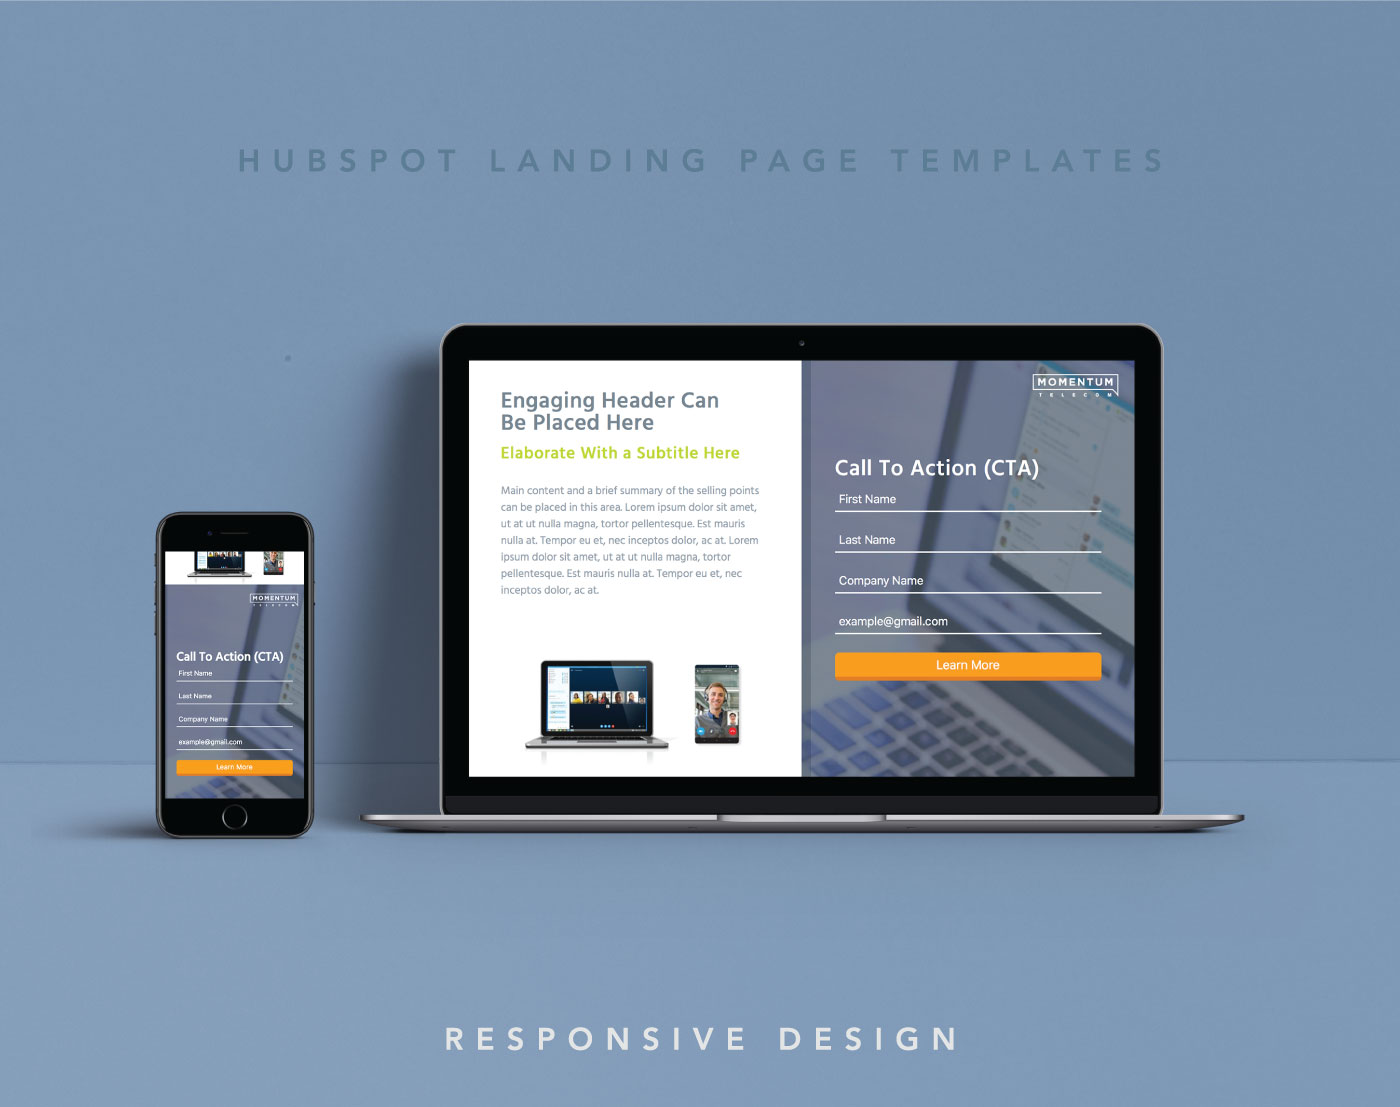 HUBSPOT LANDING PAGE TEMPLATES
Engaging Header Can
Be Placed Here
Elaborate With a Subtitle Here
Main content and a brief summary of the selling points
can be placed in this area. Lorem ipsum dolor sit amet,
ut at ut nulla magna, tortor pellentesque. Est mauris
nulla at. Tempor eu et, nec inceptos dolor, ac at. Lorem
ipsum dolor sit amet, ut at ut nulla magna, tortor
pellentesque. Est mauris nulla at. Tempor eu et, nec
inceptos dolor, ac at.
MOMENTUM
TELECOM
Call To Action (CTA)
First Name
Last Name
Company Name
example@gmail.com
Learn More
MOMENTUM
TELECOM
Call To Action (CTA)
First Name
Last Name
Company Name
example@gmail.com
Learn More
RESPONSIVE DESIGN